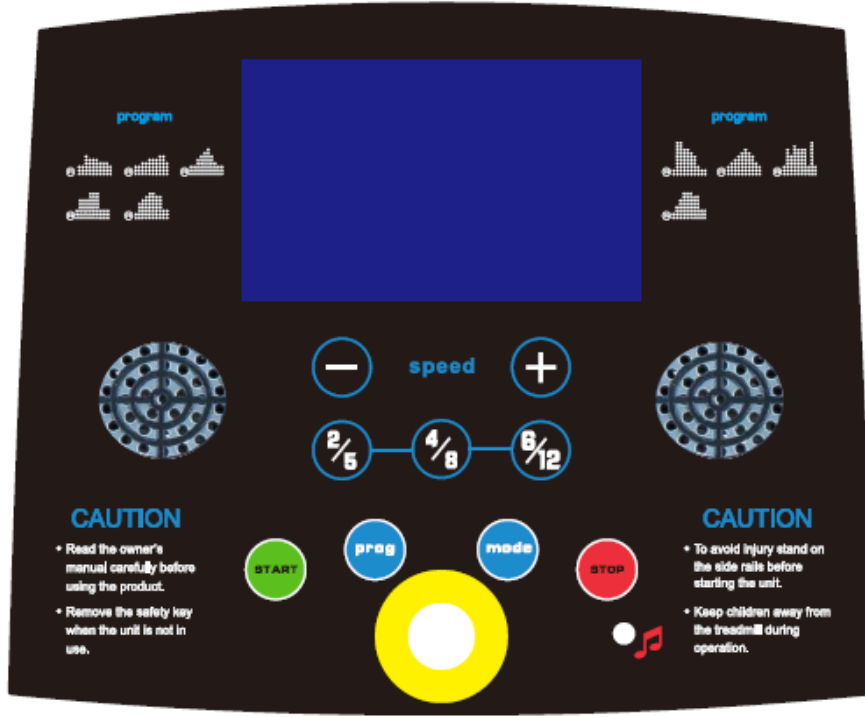 program
program
speed
2/5
4/8
6/12
CAUTION
CAUTION
START
prog
mode
STOP
+ Read the owner's
manual carefully before
using the product.
+ Remove the safety key
when the unit is not in
use.
+ To avoid injury stand on
the side rails before
starting the unit.
+ Keep children away from
the treadmill during
operation.